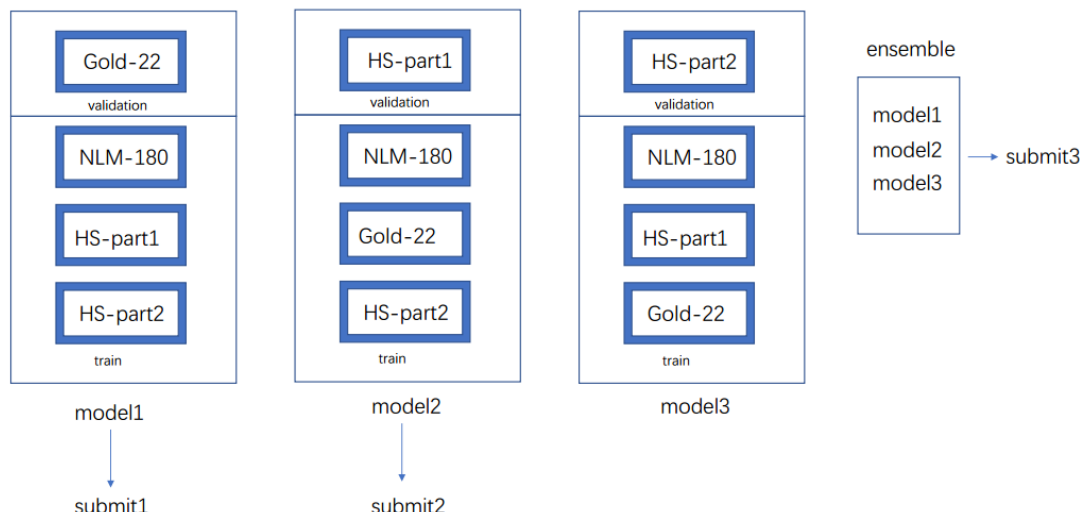 Gold-22
validation
NLM-180
HS-part1
HS-part2
train
model1
submit1
HS-part1
validation
NLM-180
Gold-22
HS-part2
train
model2
submit2
HS-part2
validation
NLM-180
HS-part1
Gold-22
train
model3
ensemble
model1
model2
model3
submit3